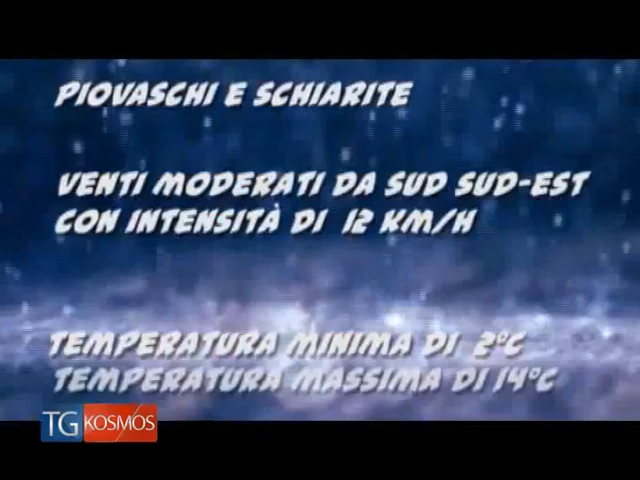 PIOVASCHI E SCHIARITE
VENTI MODERATI DA SUD SUD-EST
CON INTENSITÀ DI 12 KM/H
TEMPERATURA MINIMA DI 2°C
TEMPERATURA MASSIMA DI 14°C
TG KOSMOS